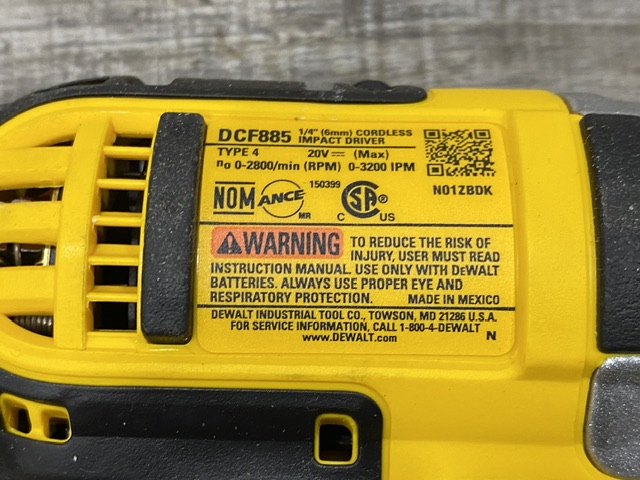 DCF885 1/4" (6mm) CORDLESS IMPACT DRIVER
TYPE 4 20V⎓ (Max)
no 0-2800/min (RPM) 0-3200 IPM
NOM ANCE MR 150399 C SA® US
N01ZBDK
⚠WARNING TO REDUCE THE RISK OF
INJURY, USER MUST READ
INSTRUCTION MANUAL. USE ONLY WITH DeWALT
BATTERIES. ALWAYS USE PROPER EYE AND
RESPIRATORY PROTECTION. MADE IN MEXICO
DEWALT INDUSTRIAL TOOL CO., TOWSON, MD 21286 U.S.A.
FOR SERVICE INFORMATION, CALL 1-800-4-DEWALT
www.DEWALT.com N